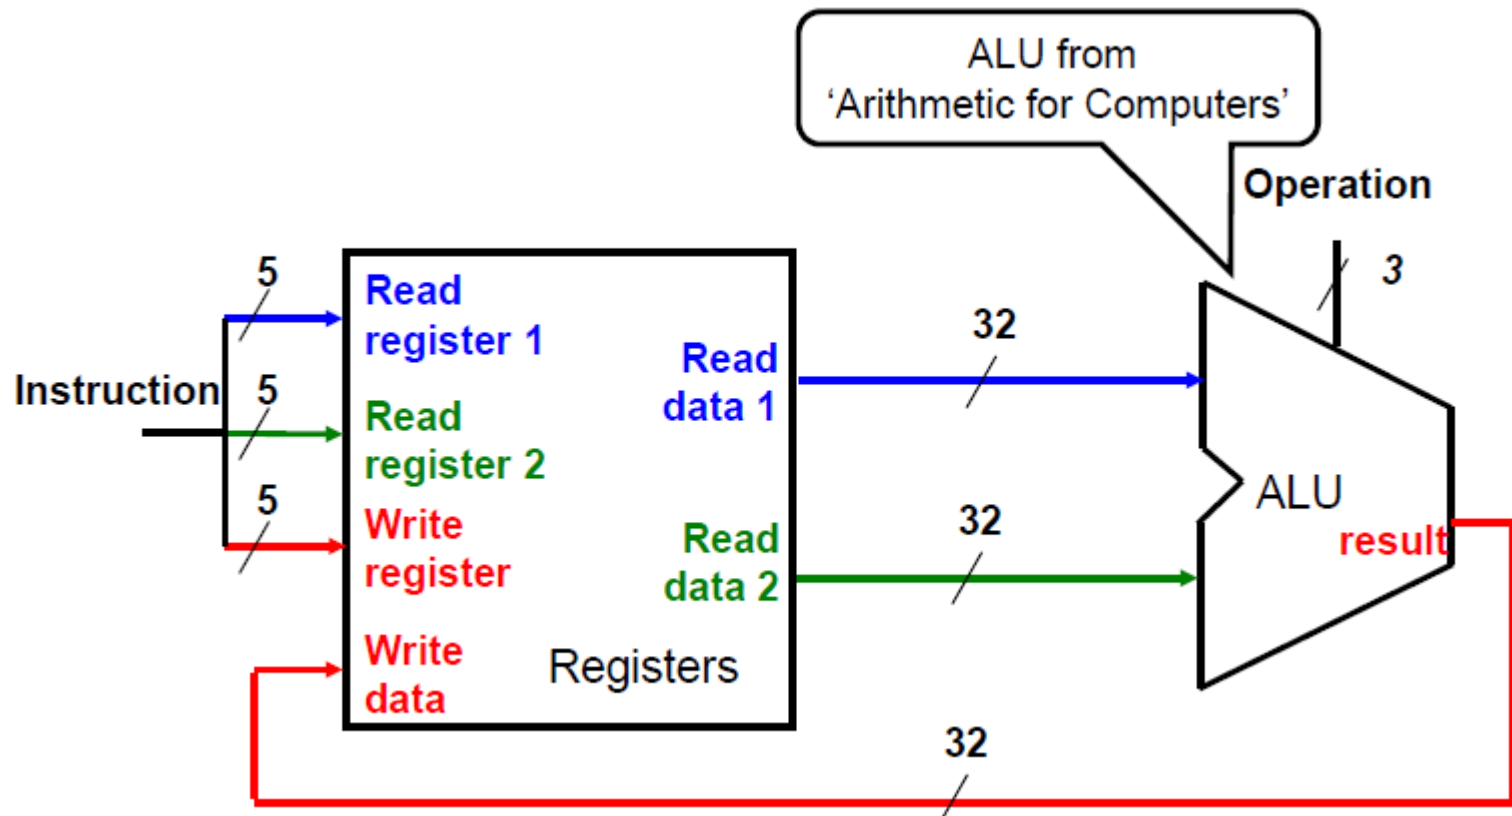 ALU from
‘Arithmetic for Computers’
Operation
3
Instruction
5
5
5
Read
register 1
Read
register 2
Write
register
Write
data
Read
data 1
Read
data 2
Registers
32
32
ALU
result
32